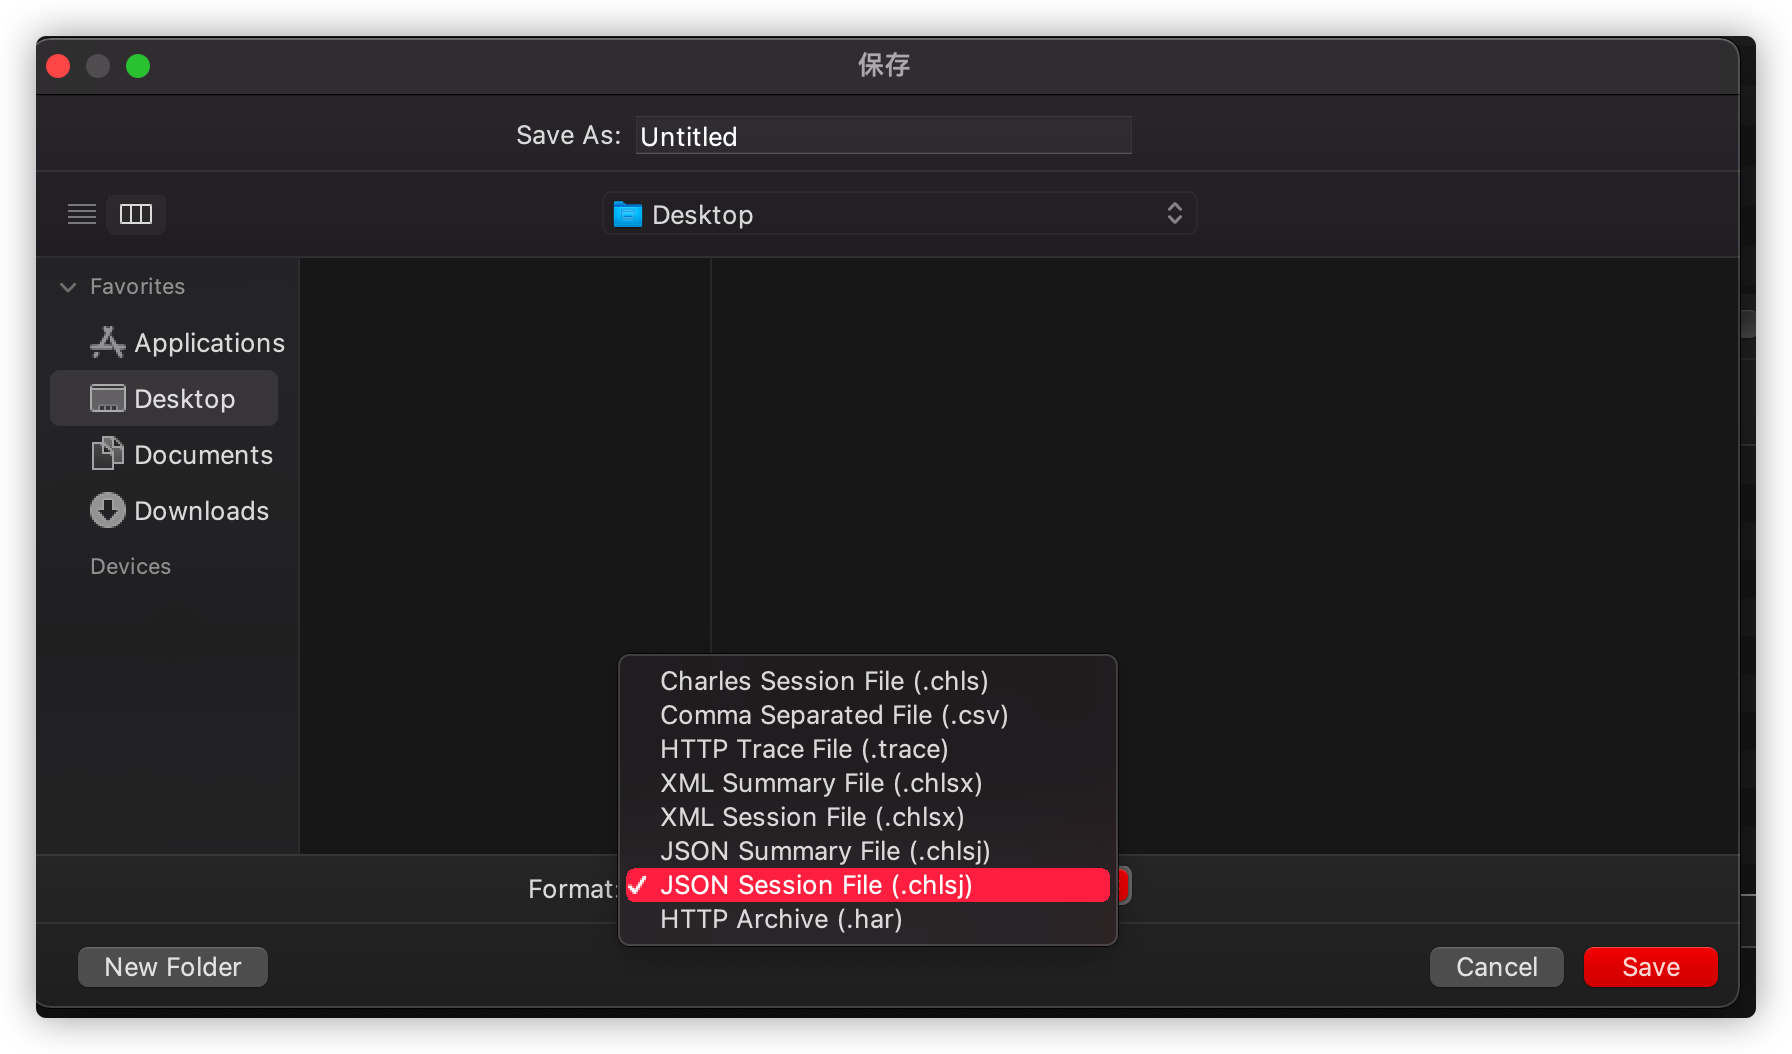 保存
Save As: Untitled
Desktop
Favorites
Applications
Desktop
Documents
Downloads
Devices
Charles Session File (.chls)
Comma Separated File (.csv)
HTTP Trace File (.trace)
XML Summary File (.chlsx)
XML Session File (.chlsx)
JSON Summary File (.chlsj)
Format: JSON Session File (.chlsj)
HTTP Archive (.har)
New Folder Cancel Save